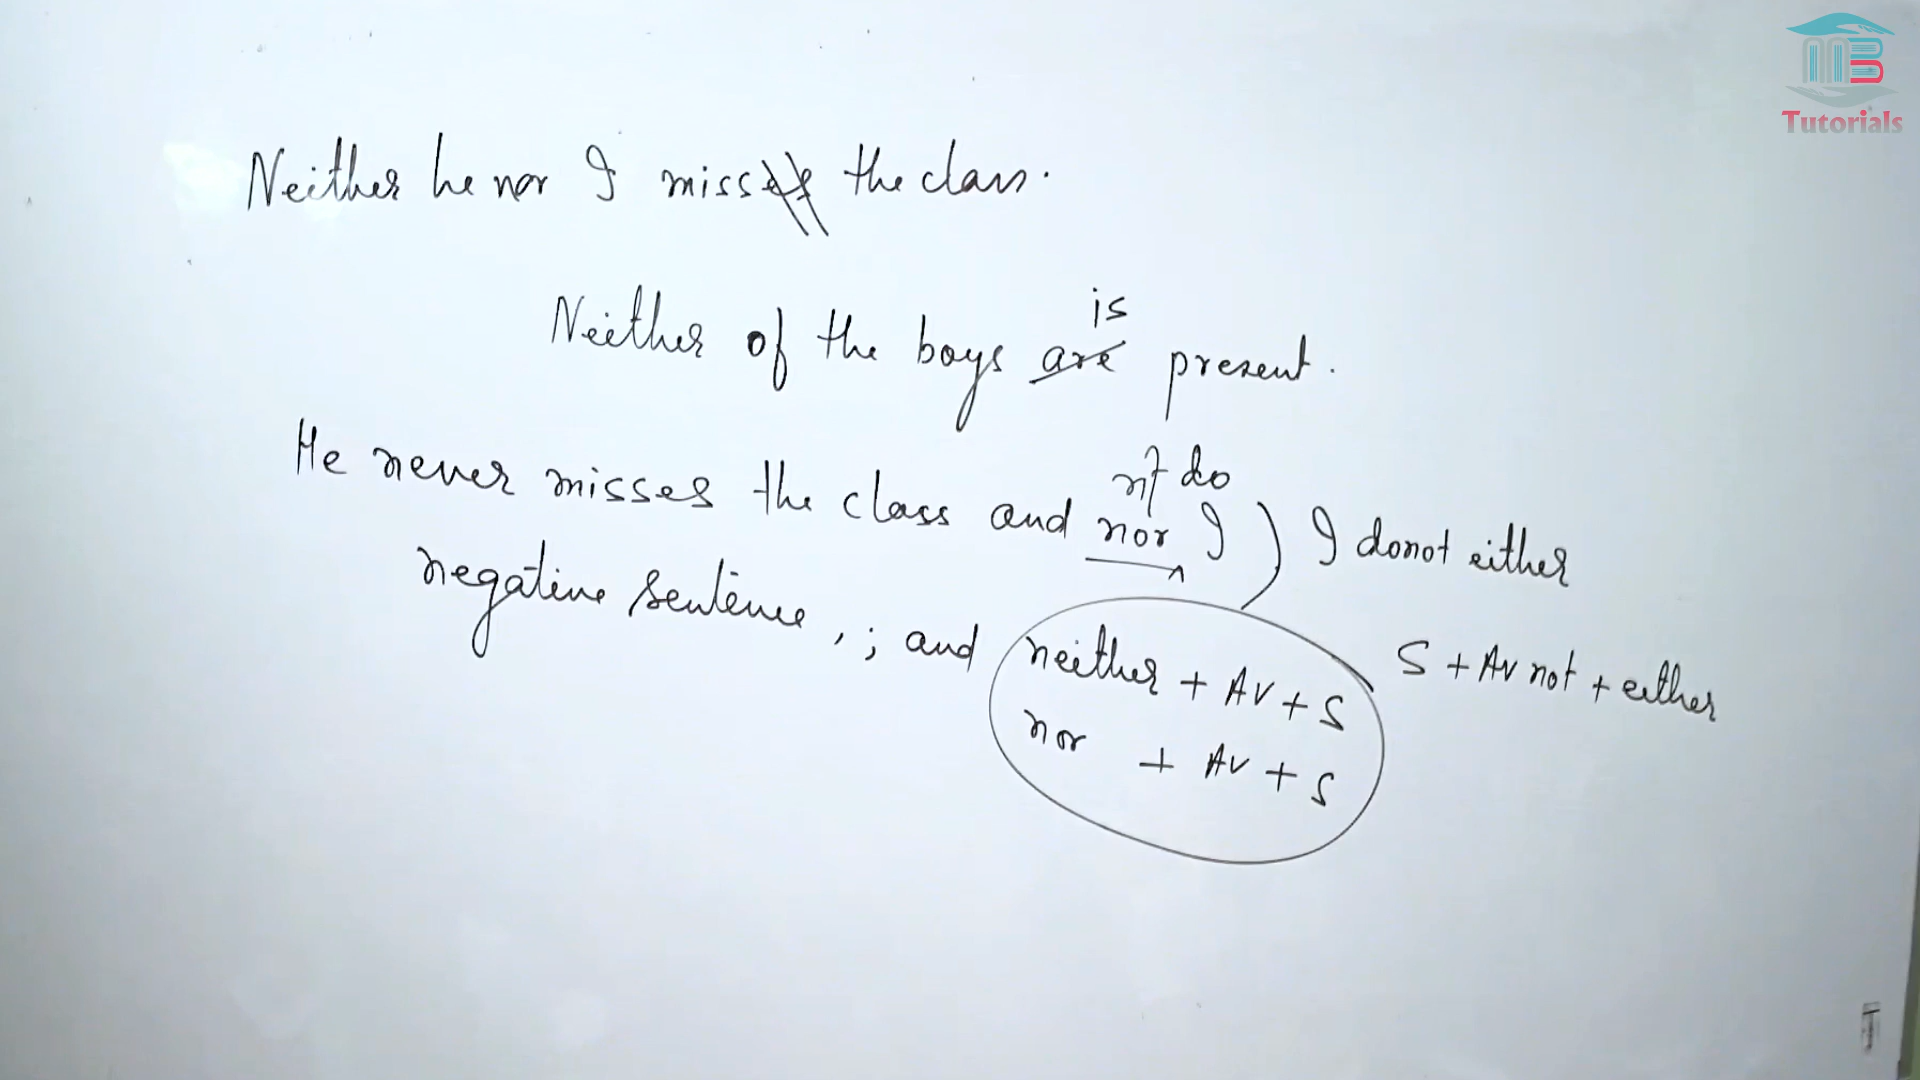 MB
Tutorials
Neither he nor I miss the class.
is
Neither of the boys are present.
do
He never misses the class and nor I ) I donot either
negative sentence , ; and neither + AV + S
S + AV not + either
nor + AV + S